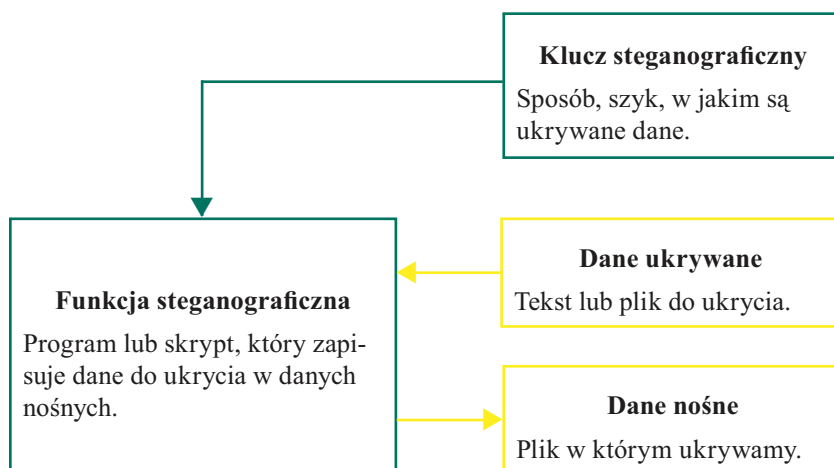 Klucz steganograficzny
Sposób, szyk, w jakim są
ukrywane dane.
Dane ukrywane
Tekst lub plik do ukrycia.
Funkcja steganograficzna
Program lub skrypt, który zapi-
suje dane do ukrycia w danych
nośnych.
Dane nośne
Plik w którym ukrywamy.